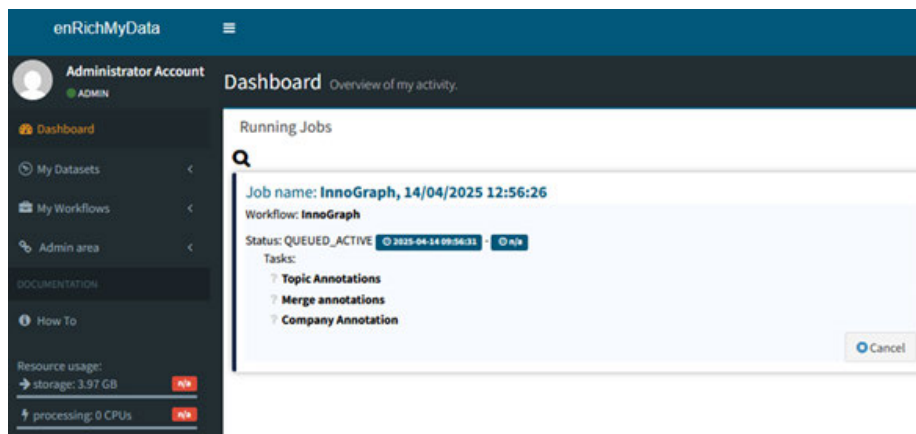 enRichMyData
Administrator Account
ADMIN
Dashboard
My Datasets
My Workflows
Admin area
DOCUMENTATION
How To
Resource usage:
storage: 3.97 GB n/a
processing: 0 CPUs n/a
Dashboard Overview of my activity.
Running Jobs
Job name: InnoGraph, 14/04/2025 12:56:26
Workflow: InnoGraph
Status: QUEUED_ACTIVE 2025-04-14 09:56:31 - n/a
Tasks:
? Topic Annotations
? Merge annotations
? Company Annotation
Cancel